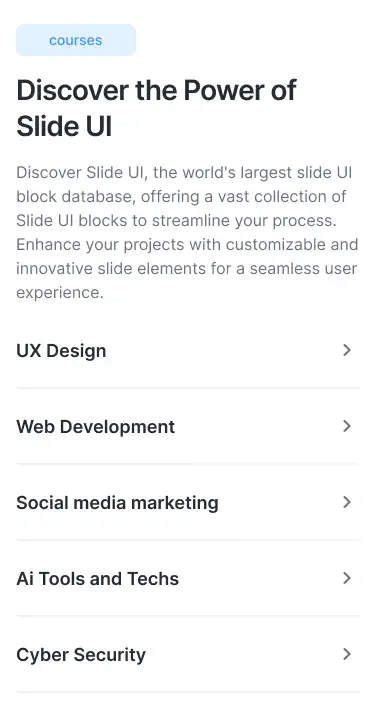 courses
Discover the Power of
Slide UI
Discover Slide UI, the world's largest slide UI
block database, offering a vast collection of
Slide UI blocks to streamline your process.
Enhance your projects with customizable and
innovative slide elements for a seamless user
experience.
UX Design
Web Development
Social media marketing
Ai Tools and Techs
Cyber Security